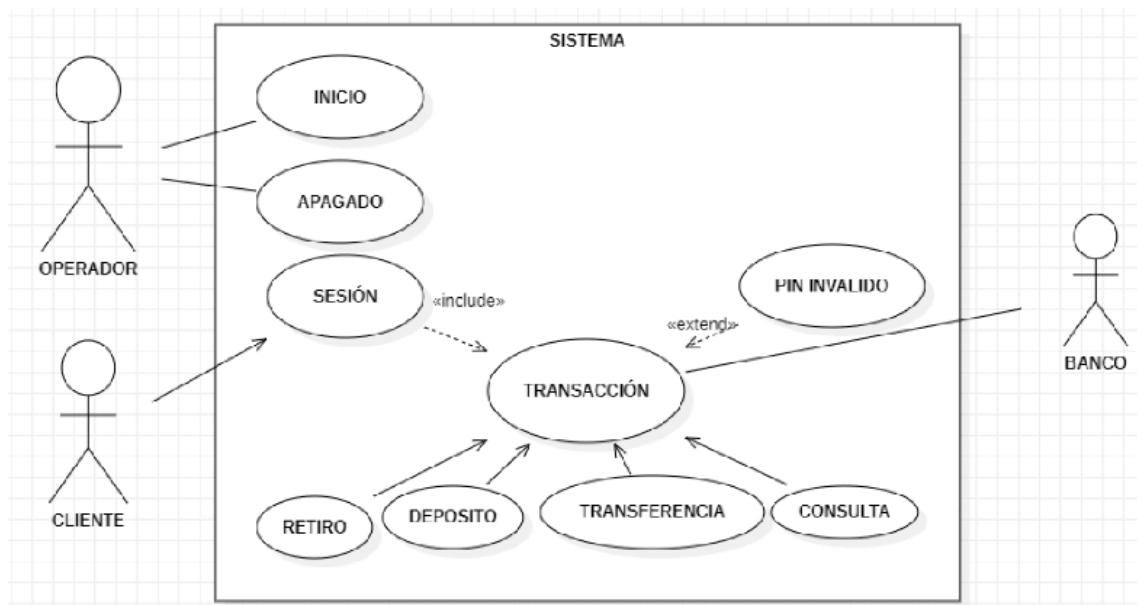 SISTEMA
INICIO
APAGADO
OPERADOR
SESIÓN
«include»
PIN INVALIDO
«extend»
BANCO
TRANSACCIÓN
CLIENTE
RETIRO
DEPOSITO
TRANSFERENCIA
CONSULTA